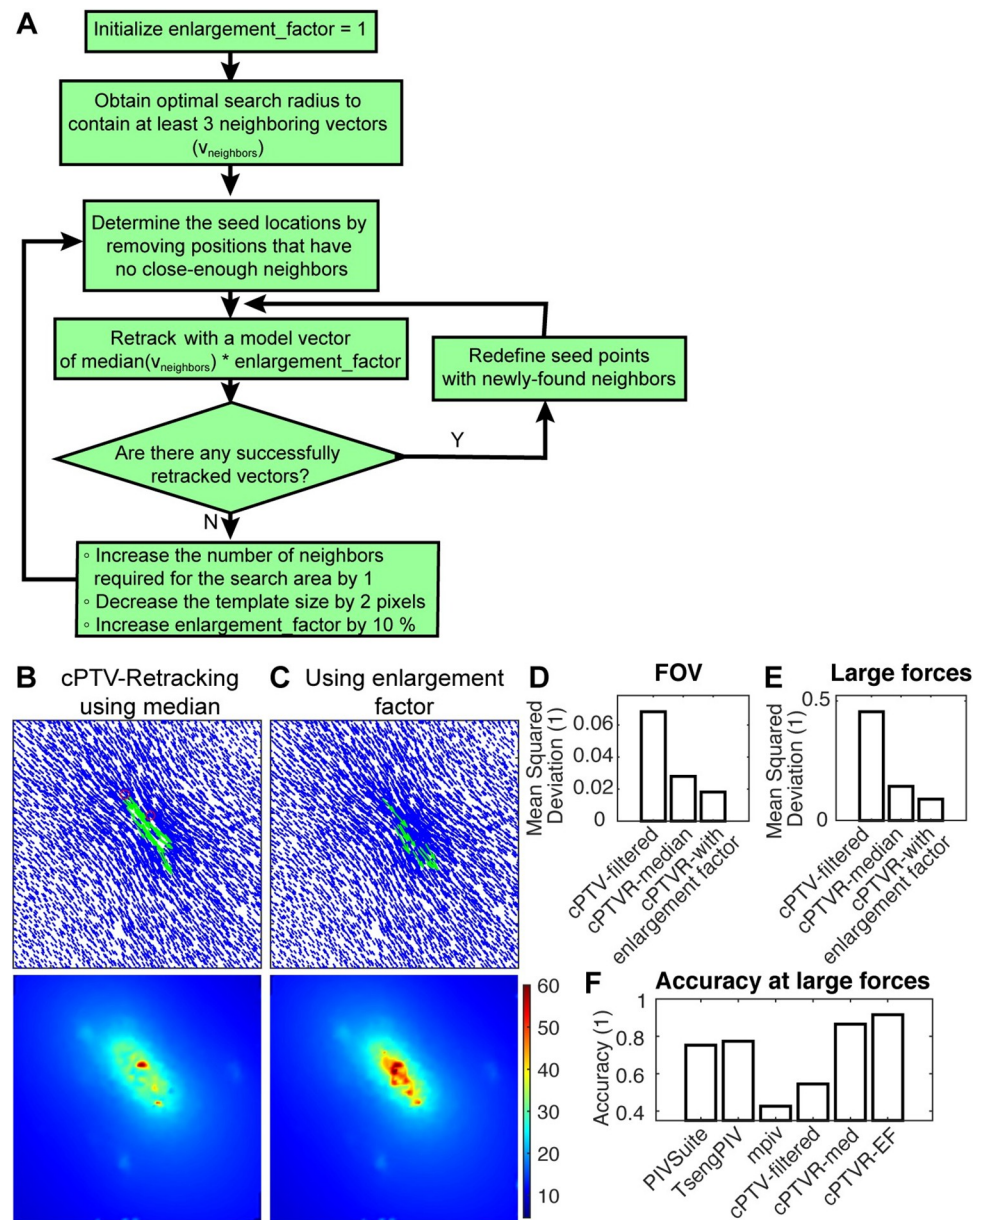 A
Initialize enlargement_factor = 1
Obtain optimal search radius to
contain at least 3 neighboring vectors
(vneighbors)
Determine the seed locations by
removing positions that have
no close-enough neighbors
Retrack with a model vector
of median(vneighbors) * enlargement_factor
Redefine seed points
with newly-found neighbors
Are there any successfully
retracked vectors?
Y
N
◦ Increase the number of neighbors
required for the search area by 1
◦ Decrease the template size by 2 pixels
◦ Increase enlargement_factor by 10 %
B cPTV-Retracking
using median
C Using enlargement
factor
60
50
40
30
20
10
D FOV
Mean Squared
Deviation (1)
0.06
0.04
0.02
0
cPTV-filtered
cPTVR-median
cPTVR-with
enlargement factor
E Large forces
Mean Squared
Deviation (1)
0.5
0
cPTV-filtered
cPTVR-median
cPTVR-with
enlargement factor
F Accuracy at large forces
Accuracy (1)
1
0.8
0.6
0.4
PIVSuite
TsengPIV
mpiv
cPTV-filtered
cPTVR-med
cPTVR-EF